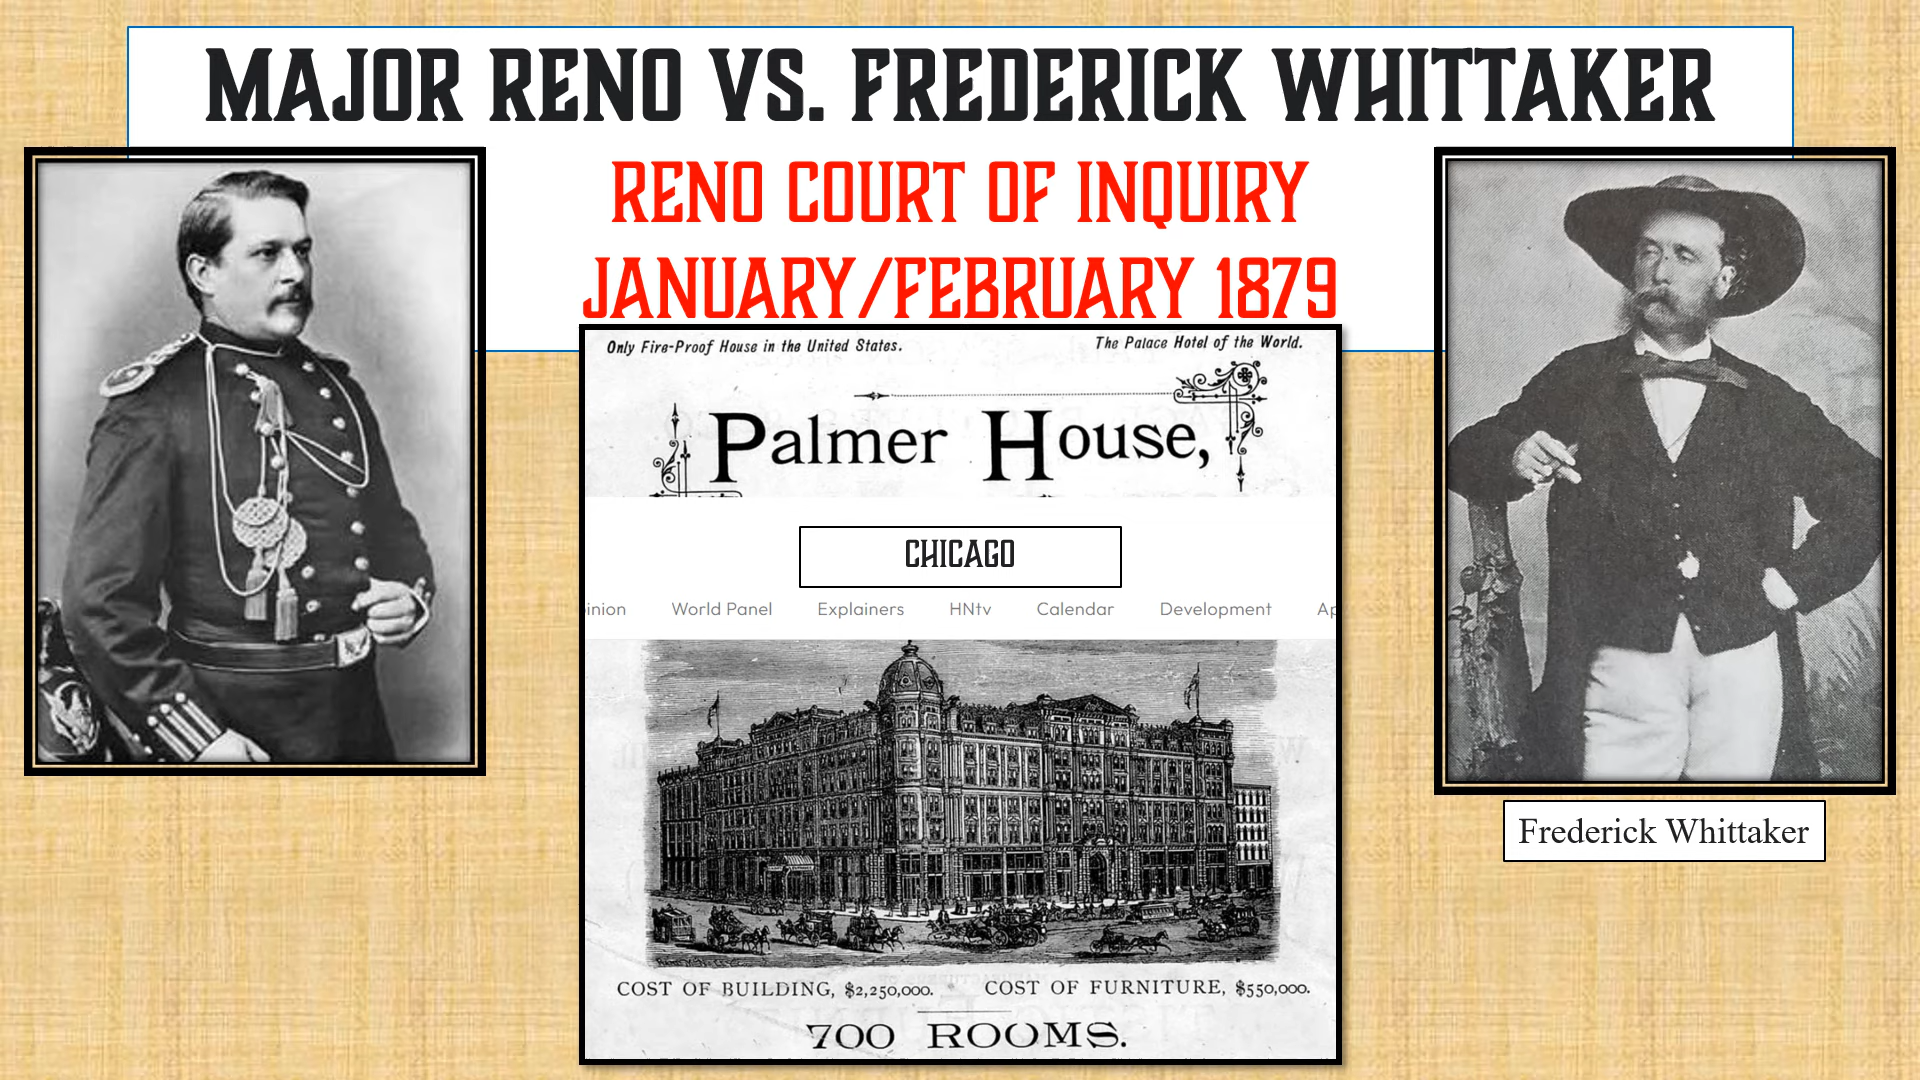 MAJOR RENO VS. FREDERICK WHITTAKER
RENO COURT OF INQUIRY
JANUARY/FEBRUARY 1879
Only Fire-Proof House in the United States.
The Palace Hotel of the World.
Palmer House,
CHICAGO
inion World Panel Explainers HNtv Calendar Development Ap
COST OF BUILDING, $2,250,000. COST OF FURNITURE, $550,000.
700 ROOMS.
Frederick Whittaker